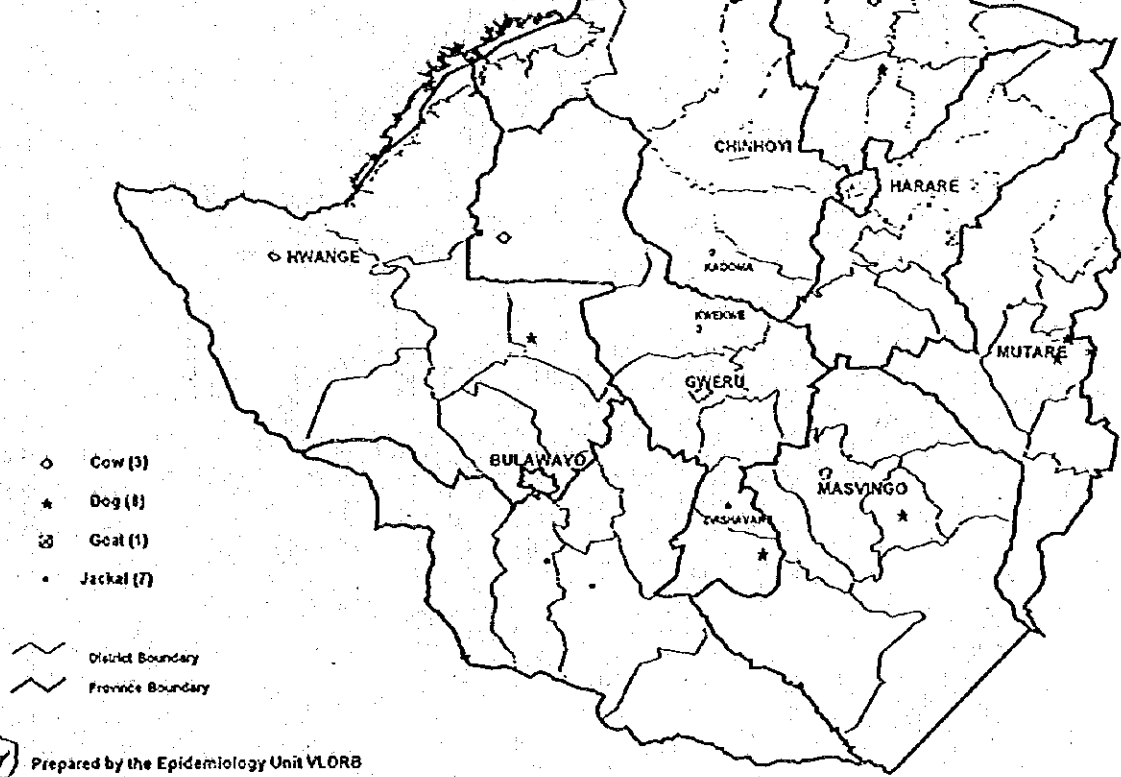 CHINHOYI
HARARE
HWANGE
KADOMA
KWEKWE
MUTARE
GWERU
BULAWAYO
MASVINGO
Cow (3)
Dog (8)
ZVISHAVANE
Goat (1)
Jackal (7)
District Boundary
Province Boundary
Prepared by the Epidemiology Unit VLORB